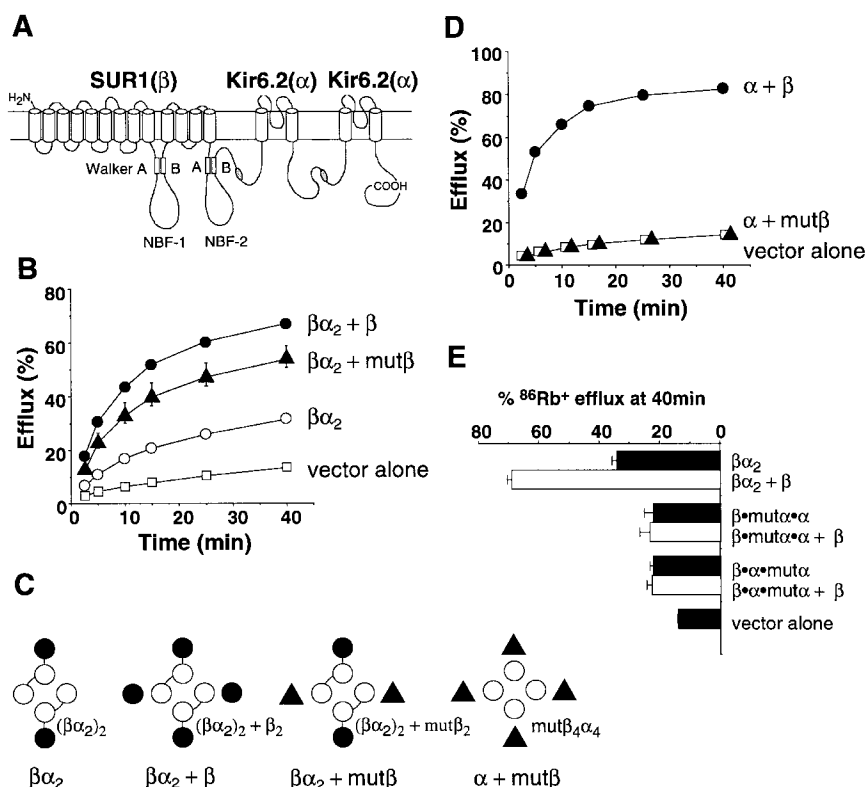 A
SUR1(β) Kir6.2(α) Kir6.2(α)
H₂N
Walker A B A B
COOH
NBF-1 NBF-2
B
Efflux (%)
80
60
40
20
0
0 10 20 30 40 50
Time (min)
βα₂ + β
βα₂ + mutβ
βα₂
vector alone
C
(βα₂)₂
(βα₂)₂ + β₂
(βα₂)₂ + mutβ₂
mutβ₄α₄
βα₂
βα₂ + β
βα₂ + mutβ
α + mutβ
D
Efflux (%)
100
80
60
40
20
0
0 10 20 30 40 50
Time (min)
α + β
α + mutβ
vector alone
E
% ⁸⁶Rb⁺ efflux at 40min
80 60 40 20 0
βα₂
βα₂ + β
β•mutα•α
β•mutα•α + β
β•α•mutα
β•α•mutα + β
vector alone